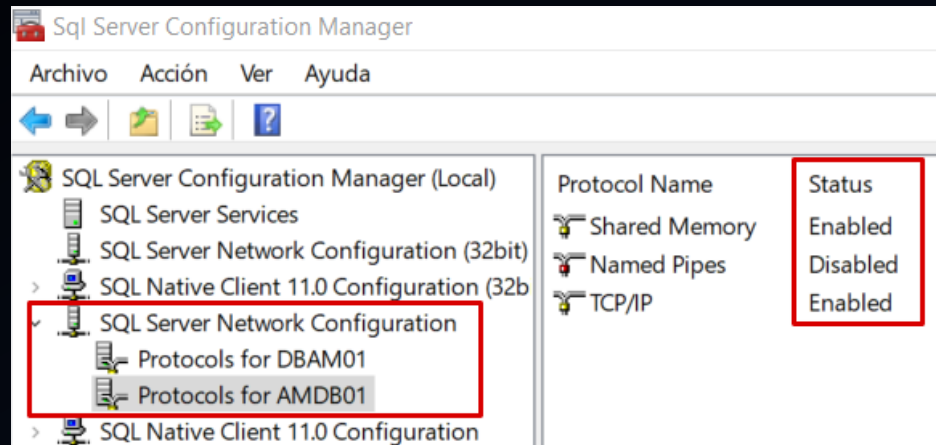 Sql Server Configuration Manager
Archivo Acción Ver Ayuda
SQL Server Configuration Manager (Local)
SQL Server Services
SQL Server Network Configuration (32bit)
SQL Native Client 11.0 Configuration (32b
SQL Server Network Configuration
Protocols for DBAM01
Protocols for AMDB01
SQL Native Client 11.0 Configuration
Protocol Name Status
Shared Memory Enabled
Named Pipes Disabled
TCP/IP Enabled